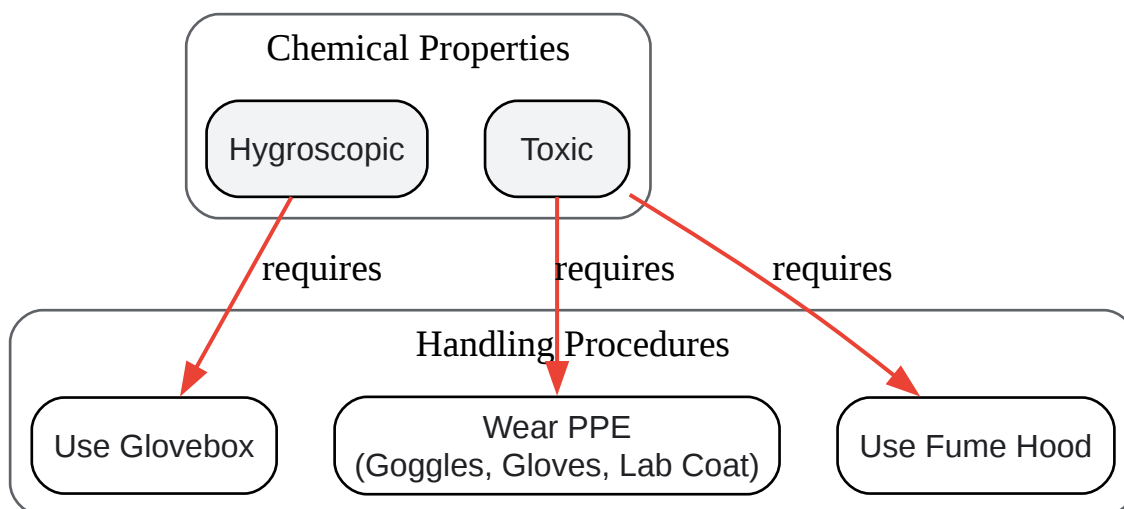 Chemical Properties
Hygroscopic
Toxic
requires
requires
requires
Handling Procedures
Use Glovebox
Wear PPE
(Goggles, Gloves, Lab Coat)
Use Fume Hood